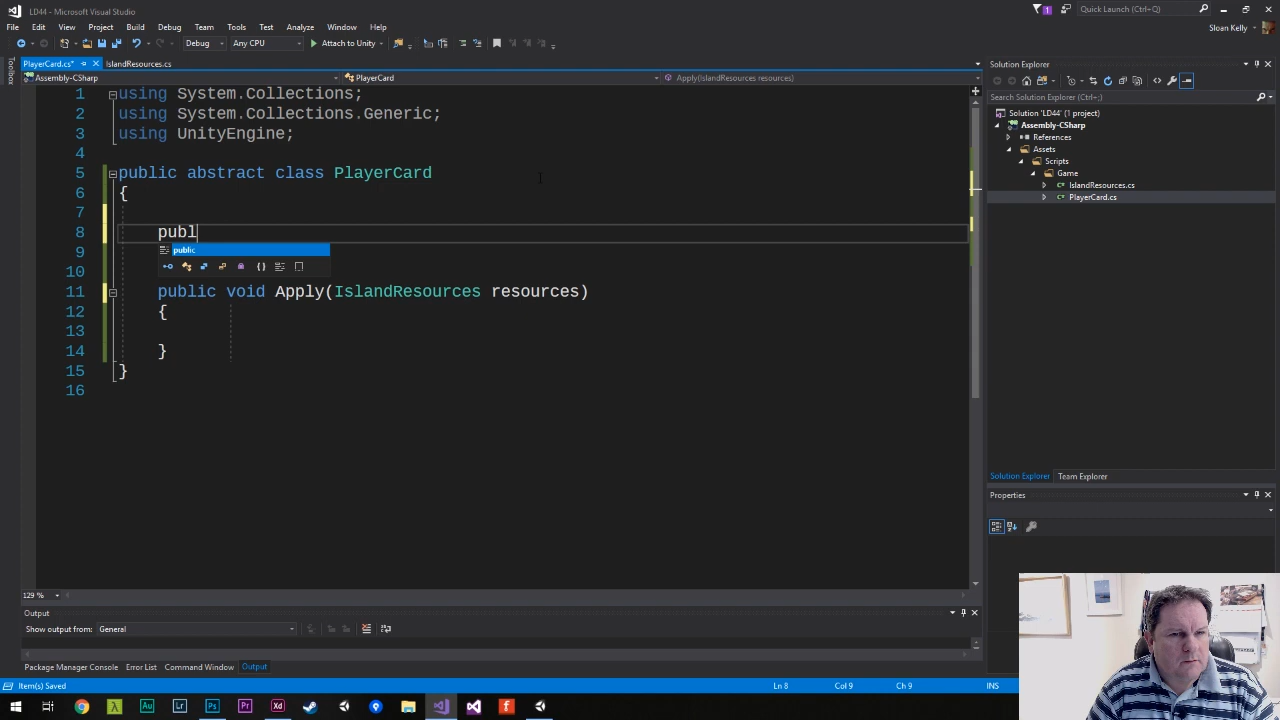 LD44 - Microsoft Visual Studio
Quick Launch (Ctrl+Q)
File Edit View Project Build Debug Team Tools Test Analyze Window Help
Sloan Kelly
Debug Any CPU Attach to Unity
PlayerCard.cs* IslandResources.cs
Assembly-CSharp PlayerCard Apply(IslandResources resources)
Toolbox
1 using System.Collections;
2 using System.Collections.Generic;
3 using UnityEngine;
4
5 public abstract class PlayerCard
6 {
7
8 publ
public
9
10
11 public void Apply(IslandResources resources)
12 {
13
14 }
15 }
16
129 %
Output
Show output from: General
Package Manager Console Error List Command Window Output
Item(s) Saved Ln 8 Col 9 Ch 9 INS
Solution Explorer
Search Solution Explorer (Ctrl+;)
Solution 'LD44' (1 project)
Assembly-CSharp
References
Assets
Scripts
Game
IslandResources.cs
PlayerCard.cs
Solution Explorer Team Explorer
Properties
λ Au Lr Ps Pr Xd f